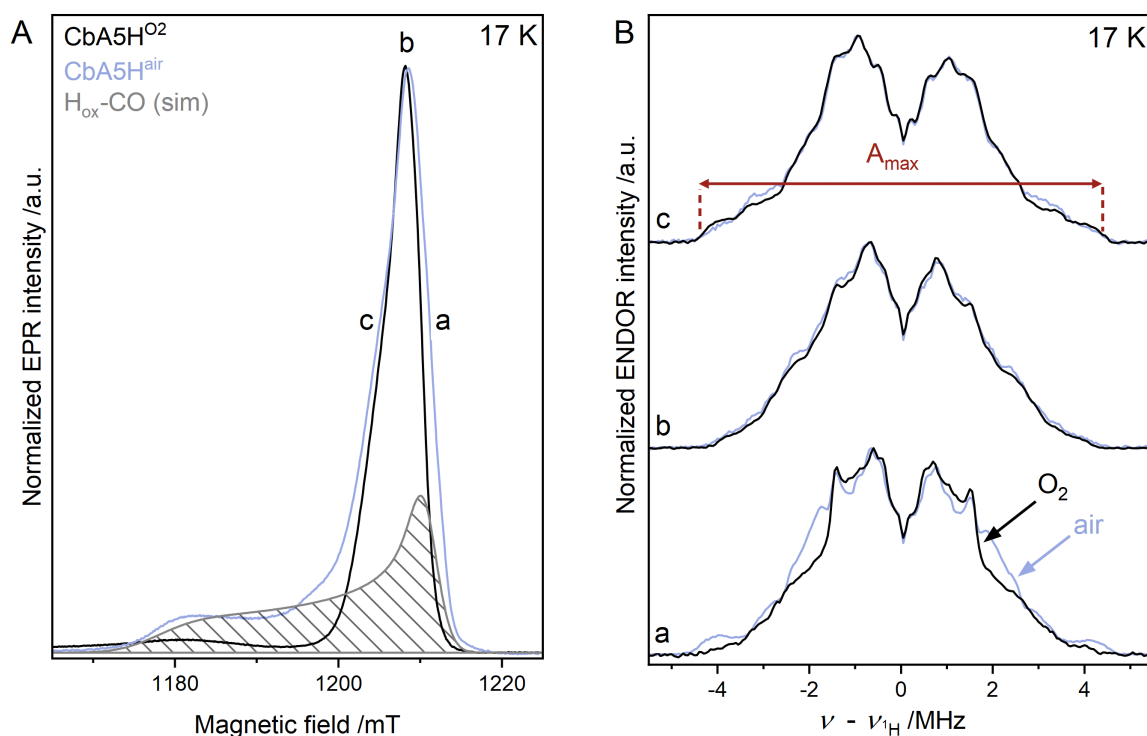 A
CbA5H^O2
CbA5H^air
H_ox-CO (sim)
17 K
b
c
a
Normalized EPR intensity /a.u.
1180
1200
1220
Magnetic field /mT
B
17 K
A_max
c
b
O_2
air
a
Normalized ENDOR intensity /a.u.
-4
-2
0
2
4
ν - ν_1H /MHz